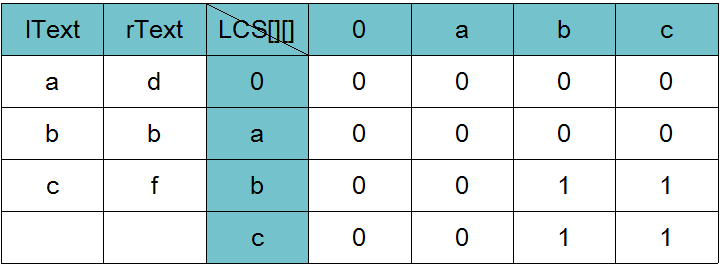 lText rText LCS[][] 0 a b c
a d 0 0 0 0 0
b b a 0 0 0 0
c f b 0 0 1 1
c 0 0 1 1